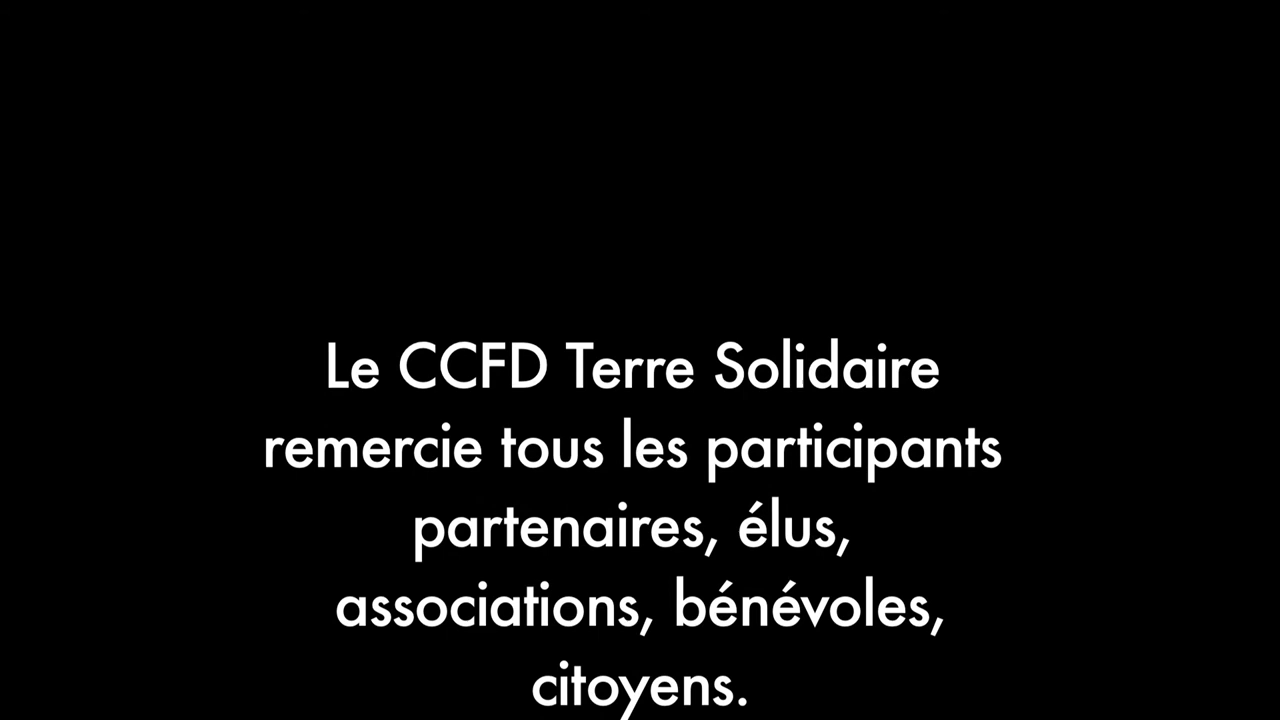 Le CCFD Terre Solidaire
remercie tous les participants
partenaires, élus,
associations, bénévoles,
citoyens.